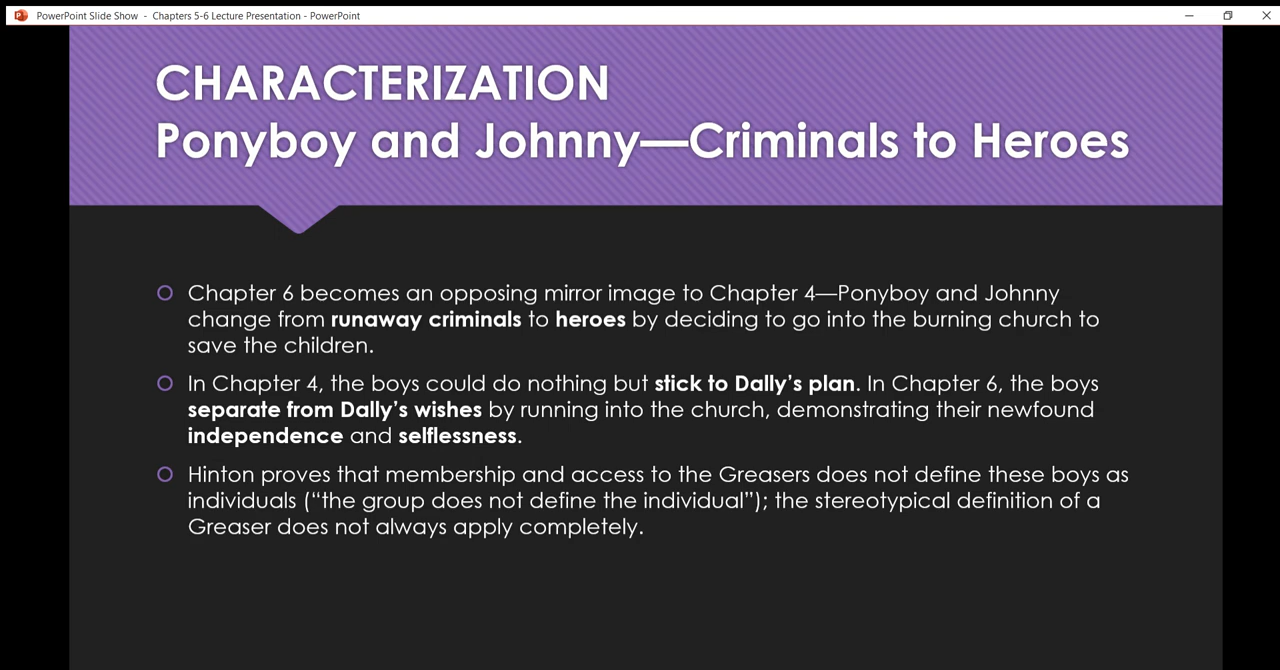 PowerPoint Slide Show - Chapters 5-6 Lecture Presentation - PowerPoint
CHARACTERIZATION
Ponyboy and Johnny—Criminals to Heroes
Chapter 6 becomes an opposing mirror image to Chapter 4—Ponyboy and Johnny
change from runaway criminals to heroes by deciding to go into the burning church to
save the children.
In Chapter 4, the boys could do nothing but stick to Dally’s plan. In Chapter 6, the boys
separate from Dally’s wishes by running into the church, demonstrating their newfound
independence and selflessness.
Hinton proves that membership and access to the Greasers does not define these boys as
individuals (“the group does not define the individual”); the stereotypical definition of a
Greaser does not always apply completely.